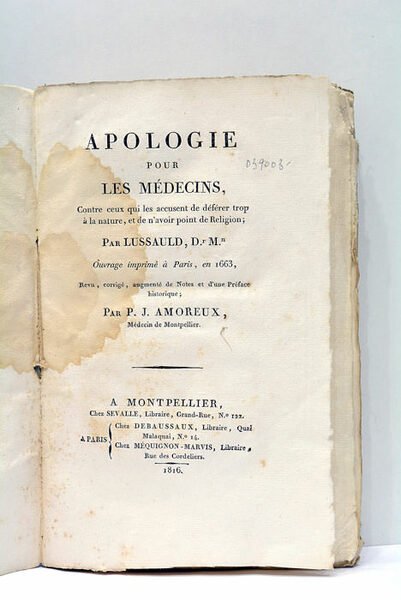 APOLOGIE
POUR
LES MÉDECINS,
Contre ceux qui les accusent de déférer trop
à la nature, et de n'avoir point de Religion;
PAR LUSSAULD, D.r M.n
Ouvrage imprimé à Paris, en 1663,
Revu, corrigé, augmenté de Notes et d'une Préface
historique;
PAR P. J. AMOREUX,
Médecin de Montpellier.
A MONTPELLIER,
Chez SEVALLE, Libraire, Grand-Rue, N.o 122.
A PARIS
Chez DEBAUSSAUX, Libraire, Quai
Malaquai, N.o 14.
Chez MÉQUIGNON-MARVIS, Libraire,
Rue des Cordeliers.
1816.